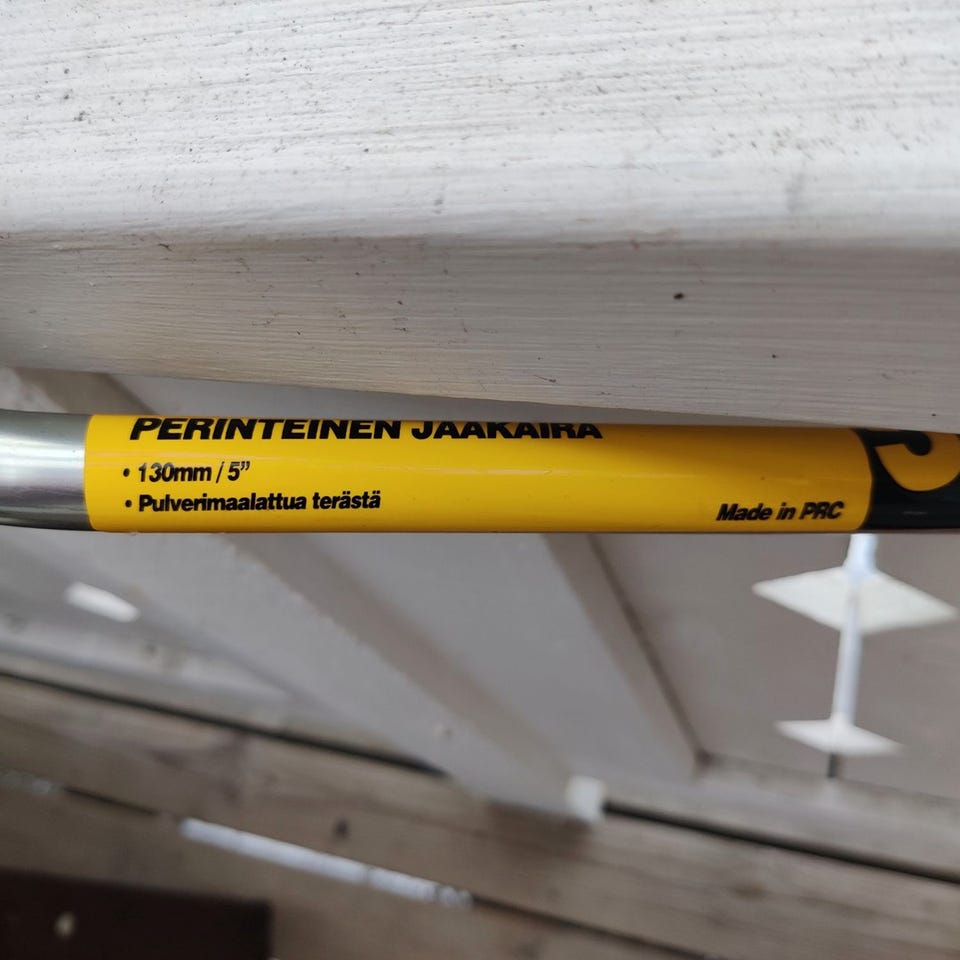 PERINTEINEN JÄÄKAIRA
• 130mm / 5”
• Pulverimaalattua terästä
Made in PRC